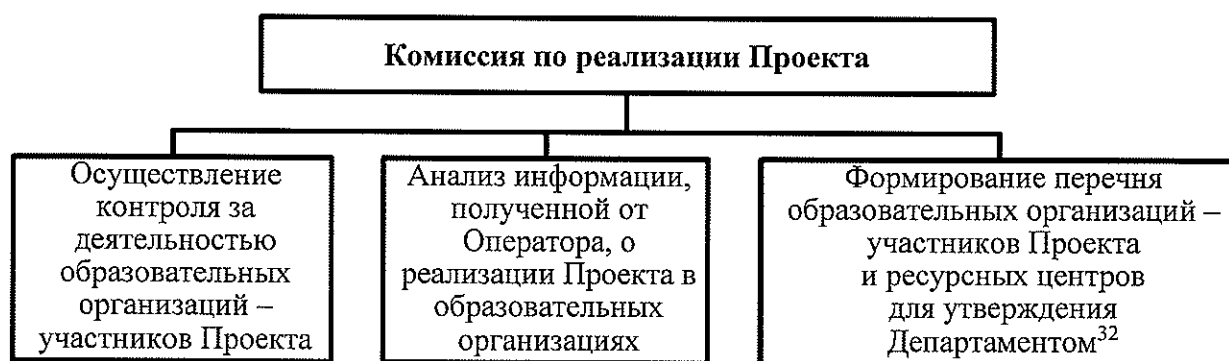 Комиссия по реализации Проекта
Осуществление
контроля за
деятельностью
образовательных
организаций –
участников Проекта
Анализ информации,
полученной от
Оператора, о
реализации Проекта в
образовательных
организациях
Формирование перечня
образовательных организаций –
участников Проекта
и ресурсных центров
для утверждения
Департаментом³²